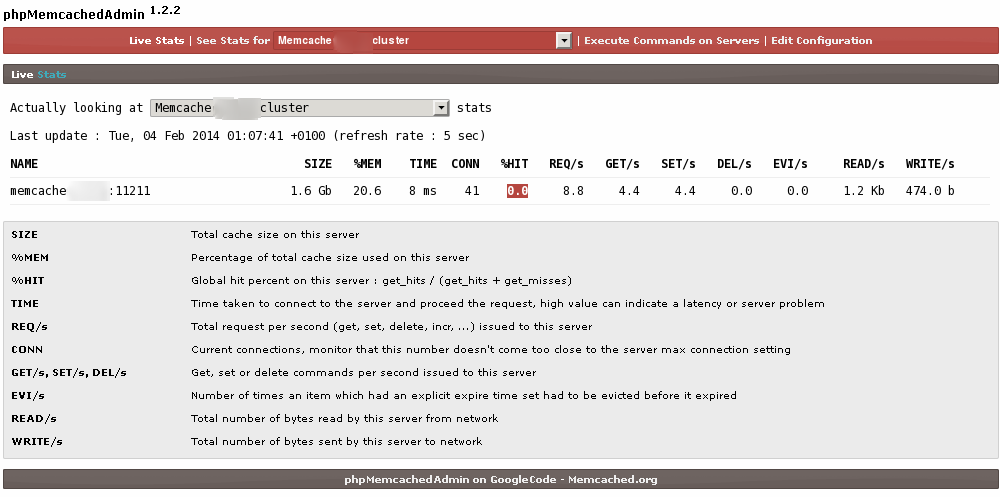 phpMemcachedAdmin 1.2.2
Live Stats | See Stats for Memcache cluster | Execute Commands on Servers | Edit Configuration
Live Stats
Actually looking at Memcache cluster stats
Last update : Tue, 04 Feb 2014 01:07:41 +0100 (refresh rate : 5 sec)
NAME SIZE %MEM TIME CONN %HIT REQ/s GET/s SET/s DEL/s EVI/s READ/s WRITE/s
memcache :11211 1.6 Gb 20.6 8 ms 41 0.0 8.8 4.4 4.4 0.0 0.0 1.2 Kb 474.0 b
SIZE Total cache size on this server
%MEM Percentage of total cache size used on this server
%HIT Global hit percent on this server : get_hits / (get_hits + get_misses)
TIME Time taken to connect to the server and proceed the request, high value can indicate a latency or server problem
REQ/s Total request per second (get, set, delete, incr, ...) issued to this server
CONN Current connections, monitor that this number doesn't come too close to the server max connection setting
GET/s, SET/s, DEL/s Get, set or delete commands per second issued to this server
EVI/s Number of times an item which had an explicit expire time set had to be evicted before it expired
READ/s Total number of bytes read by this server from network
WRITE/s Total number of bytes sent by this server to network
phpMemcachedAdmin on GoogleCode - Memcached.org